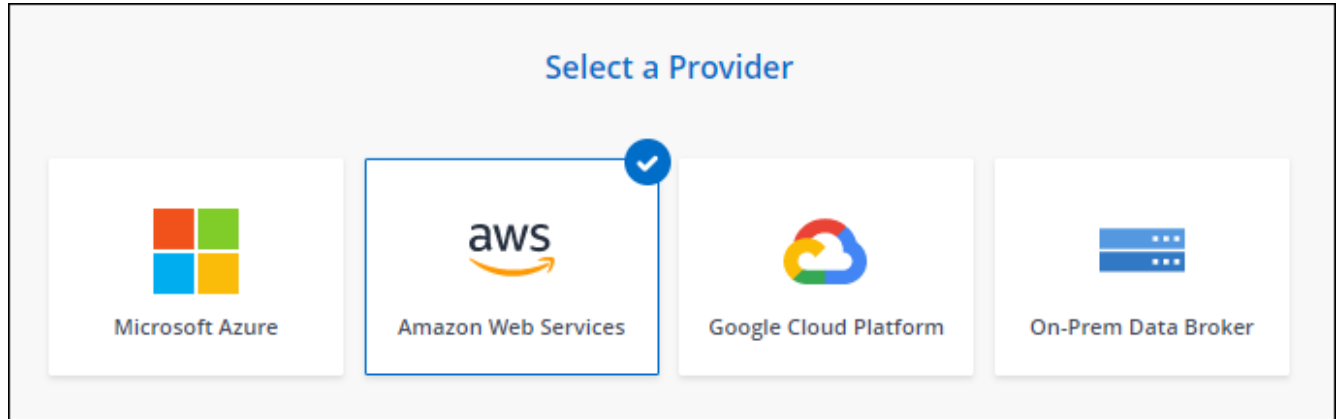 Select a Provider
aws
Microsoft Azure
Amazon Web Services
Google Cloud Platform
On-Prem Data Broker